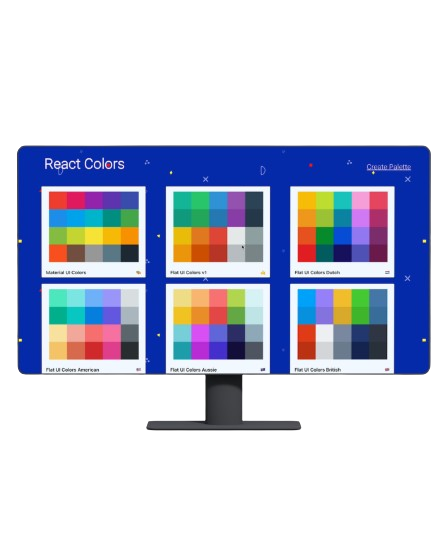 React Colors
Create Palette
Material UI Colors
Flat UI Colors v1
Flat UI Colors Dutch
Flat UI Colors American
Flat UI Colors Aussie
Flat UI Colors British